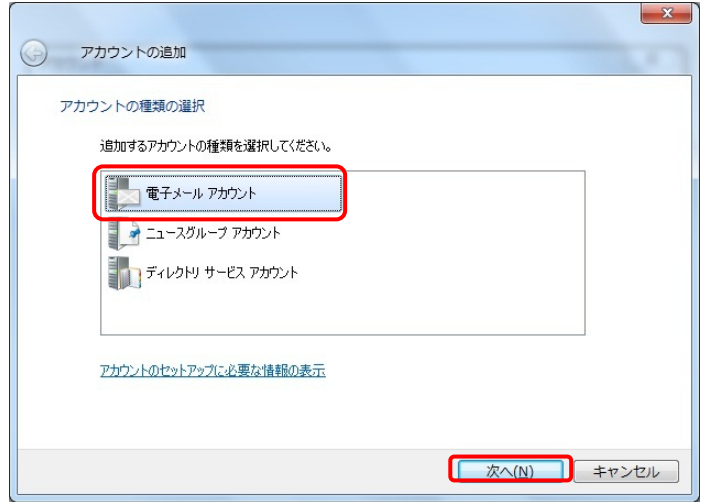 アカウントの追加
アカウントの種類の選択
追加するアカウントの種類を選択してください。
電子メール アカウント
ニュースグループ アカウント
ディレクトリ サービス アカウント
アカウントのセットアップに必要な情報の表示
次へ(N)
キャンセル